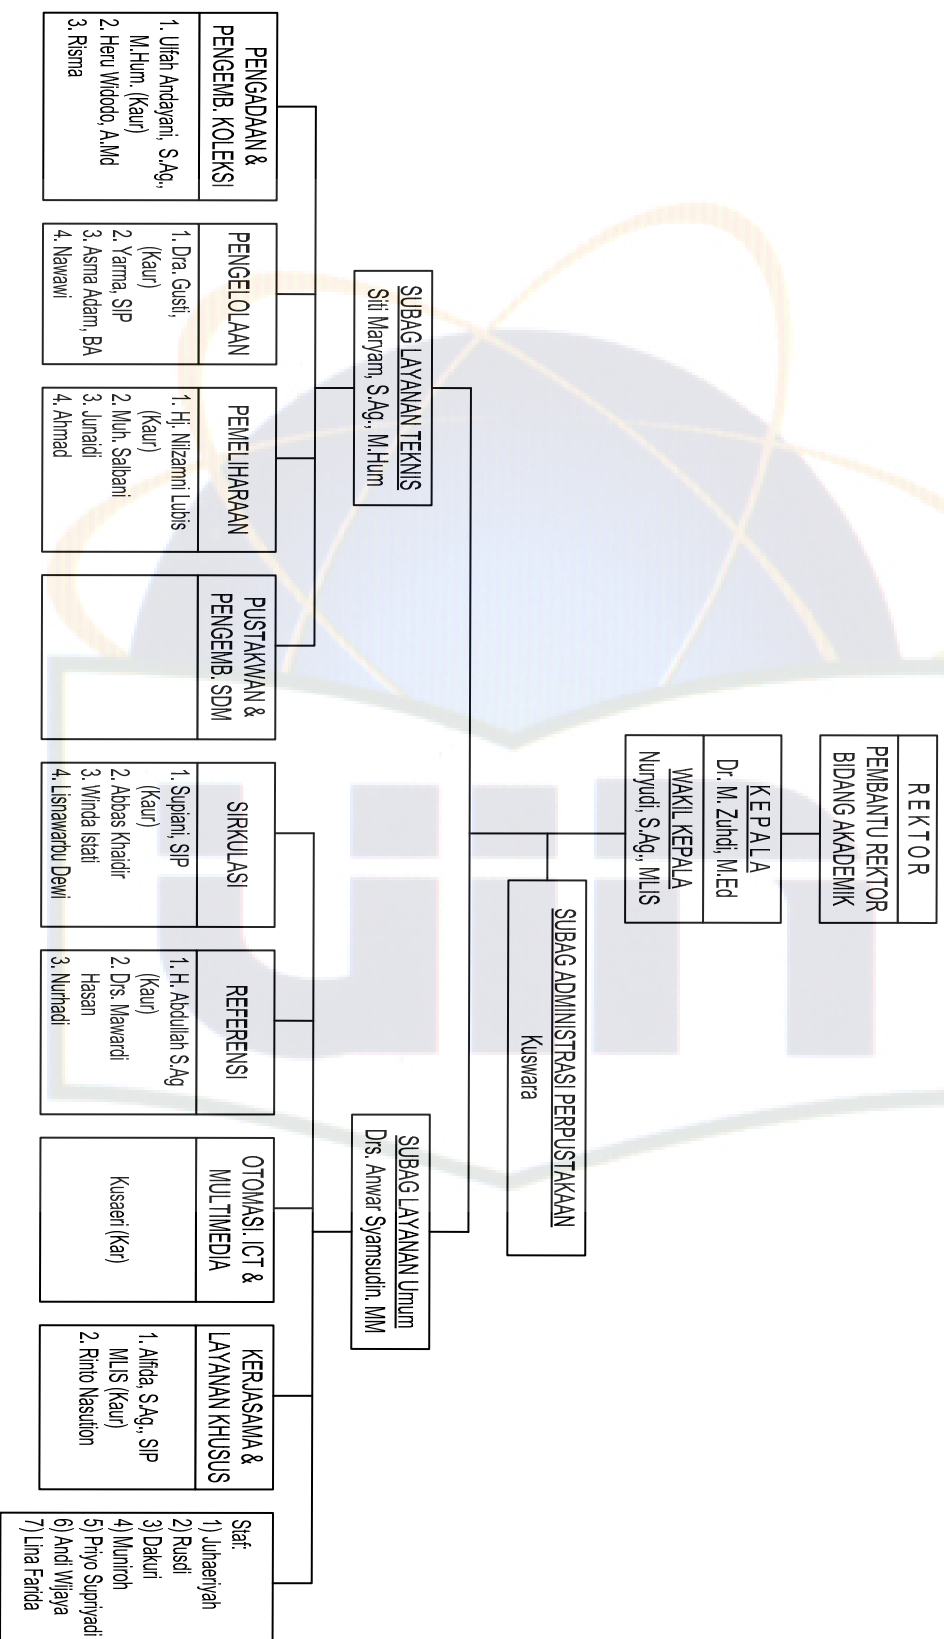 REKTOR
PEMBANTU REKTOR
BIDANG AKADEMIK
KEPALA
Dr. M. Zuhdi, M.Ed
WAKIL KEPALA
Nuryudi, S.Ag., MLIS
SUBAG ADMINISTRASI PERPUSTAKAAN
Kuswara
SUBAG LAYANAN TEKNIS
Siti Maryam, S.Ag., M.Hum
SUBAG LAYANAN Umum
Drs. Anwar Syamsudin. MM
PENGADAAN &
PENGEMB. KOLEKSI
1. Ulfah Andayani, S.Ag.,
M.Hum. (Kaur)
2. Heru Widodo, A.Md
3. Risma
PENGELOLAAN
1. Dra. Gusti,
(Kaur)
2. Yarma, SIP
3. Asma Adam, BA
4. Nawawi
PEMELIHARAAN
1. Hj. Nilzamni Lubis
(Kaur)
2. Muh. Salbani
3. Junaidi
4. Ahmad
PUSTAKWAN &
PENGEMB. SDM
SIRKULASI
1. Supiani, SIP
(Kaur)
2. Abbas Khaidir
3. Winda Istati
4. Lisnawarbu Dewi
REFERENSI
1. H. Abdullah S.Ag
(Kaur)
2. Drs. Mawardi
Hasan
3. Nurhadi
OTOMASI. ICT &
MULTIMEDIA
Kusaeri (Kar)
KERJASAMA &
LAYANAN KHUSUS
1. Alfida, S.Ag., SIP
MLIS (Kaur)
2. Rinto Nasution
Staf:
1) Juhaeriyah
2) Rusdi
3) Dakuri
4) Muniroh
5) Priyo Supriyadi
6) Andi Wijaya
7) Lina Farida
uin